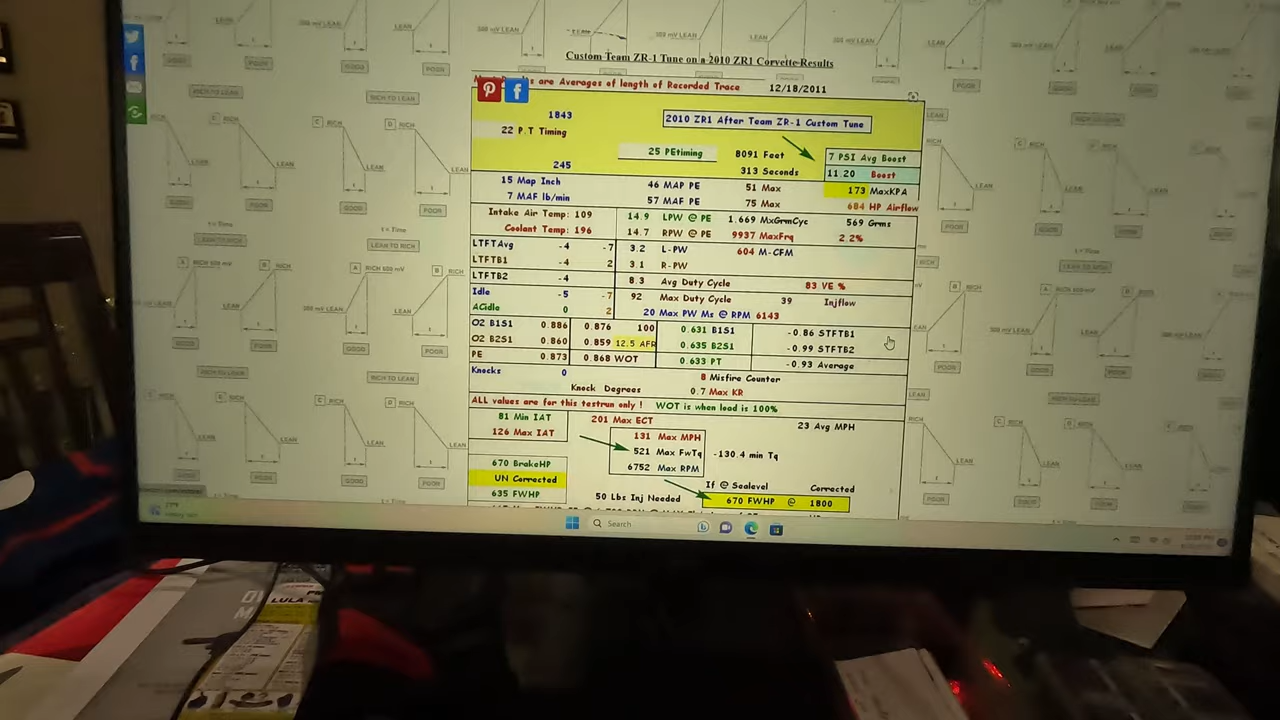 Custom Team ZR-1 Tune on a 2010 ZR1 Corvette-Results
are Averages of length of Recorded Trace 12/18/2011
1843
2010 ZR1 After Team ZR-1 Custom Tune
22 P.T Timing
25 PEtiming 8091 Feet 7 PSI Avg Boost
245 313 Seconds 11.20 Boost
15 Map Inch 46 MAP PE 51 Max 173 MaxKPA
7 MAF lb/min 57 MAF PE 75 Max 684 HP Airflow
Intake Air Temp: 109 14.9 LPW @ PE 1.669 MxGrmCyc 569 Grms
Coolant Temp: 196 14.7 RPW @ PE 9937 MaxFrq 2.2%
LTFTAvg -4 -7 3.2 L-PW 604 M-CFM
LTFTB1 -4 2 3.1 R-PW
LTFTB2 -4 8.3 Avg Duty Cycle 83 VE %
Idle -5 -7 92 Max Duty Cycle 39 Injflow
ACidle 0 2 20 Max PW Ms @ RPM 6143
O2 B1S1 0.886 0.876 100 0.631 B1S1 -0.86 STFTB1
O2 B2S1 0.860 0.859 12.5 AFR 0.635 B2S1 -0.99 STFTB2
PE 0.873 0.868 WOT 0.633 PT -0.93 Average
Knocks 0 8 Misfire Counter
Knock Degrees 0.7 Max KR
ALL values are for this testrun only ! WOT is when load is 100%
81 Min IAT 201 Max ECT 23 Avg MPH
126 Max IAT 131 Max MPH
521 Max FwTq -130.4 min Tq
670 BrakeHP 6752 Max RPM
UN Corrected If @ Sealevel Corrected
635 FWHP 50 Lbs Inj Needed 670 FWHP @ 1800
Search
RICH
LEAN
GOOD
POOR
RICH TO LEAN
LEAN TO RICH
t = Time
LULA